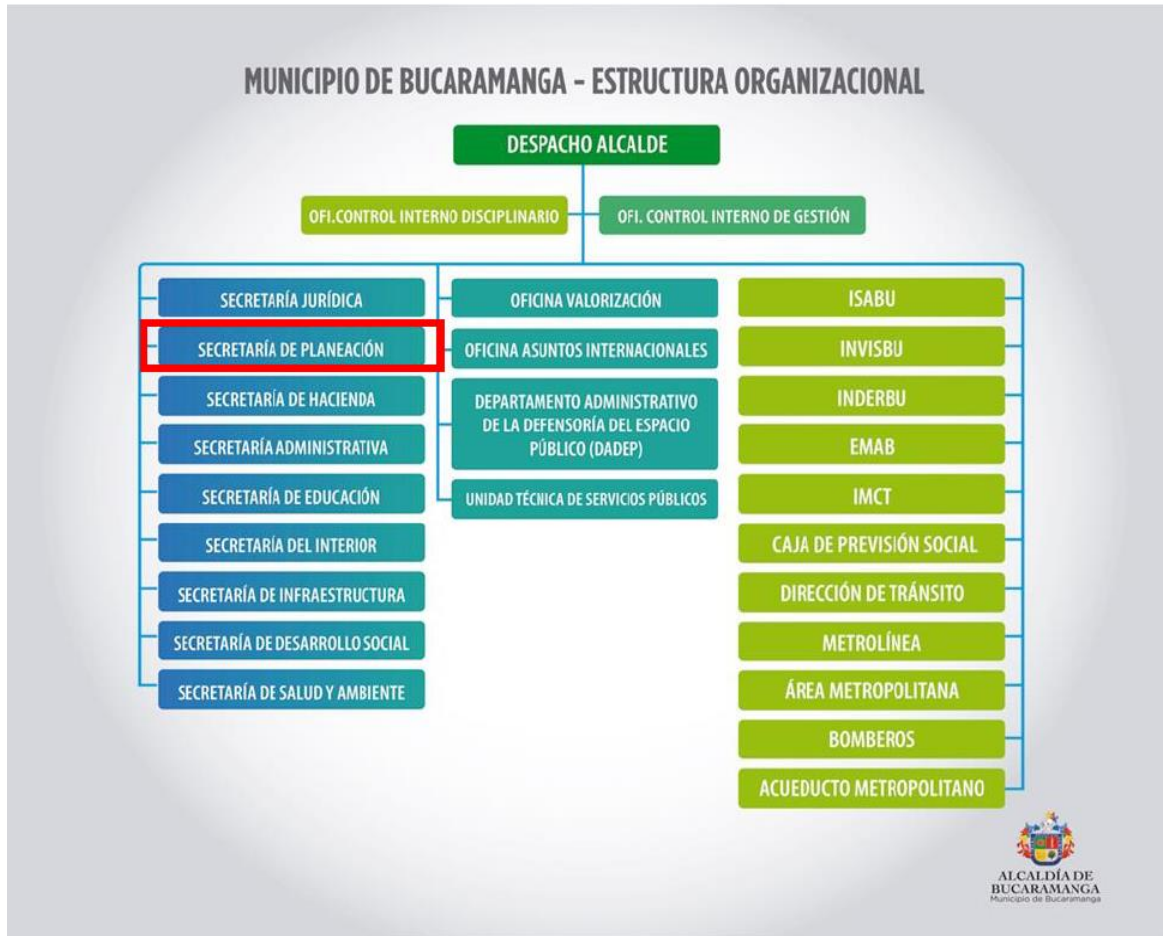 MUNICIPIO DE BUCARAMANGA - ESTRUCTURA ORGANIZACIONAL
DESPACHO ALCALDE
OFI.CONTROL INTERNO DISCIPLINARIO
OFI. CONTROL INTERNO DE GESTIÓN
SECRETARÍA JURÍDICA
SECRETARÍA DE PLANEACIÓN
SECRETARÍA DE HACIENDA
SECRETARÍA ADMINISTRATIVA
SECRETARÍA DE EDUCACIÓN
SECRETARÍA DEL INTERIOR
SECRETARÍA DE INFRAESTRUCTURA
SECRETARÍA DE DESARROLLO SOCIAL
SECRETARÍA DE SALUD Y AMBIENTE
OFICINA VALORIZACIÓN
OFICINA ASUNTOS INTERNACIONALES
DEPARTAMENTO ADMINISTRATIVO
DE LA DEFENSORÍA DEL ESPACIO
PÚBLICO (DADEP)
UNIDAD TÉCNICA DE SERVICIOS PÚBLICOS
ISABU
INVISBU
INDERBU
EMAB
IMCT
CAJA DE PREVISIÓN SOCIAL
DIRECCIÓN DE TRÁNSITO
METROLÍNEA
ÁREA METROPOLITANA
BOMBEROS
ACUEDUCTO METROPOLITANO
ALCALDÍA DE
BUCARAMANGA
Municipio de Bucaramanga